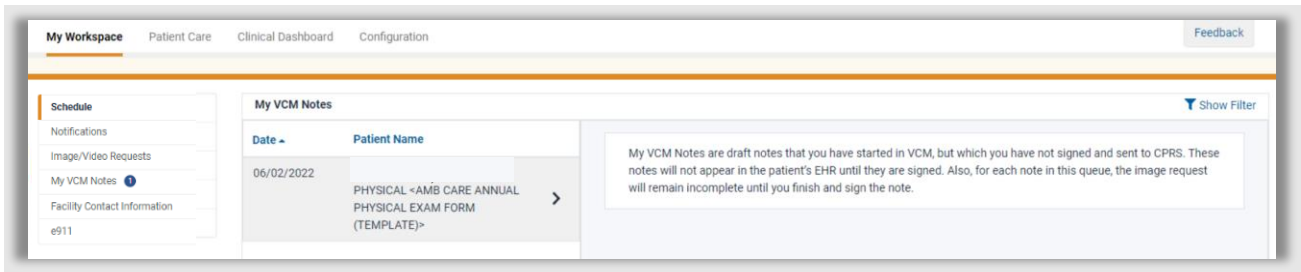 My Workspace Patient Care Clinical Dashboard Configuration Feedback
Schedule
Notifications
Image/Video Requests
My VCM Notes 1
Facility Contact Information
e911
My VCM Notes Show Filter
Date Patient Name
06/02/2022
PHYSICAL <AMB CARE ANNUAL
PHYSICAL EXAM FORM
(TEMPLATE)>
My VCM Notes are draft notes that you have started in VCM, but which you have not signed and sent to CPRS. These
notes will not appear in the patient's EHR until they are signed. Also, for each note in this queue, the image request
will remain incomplete until you finish and sign the note.